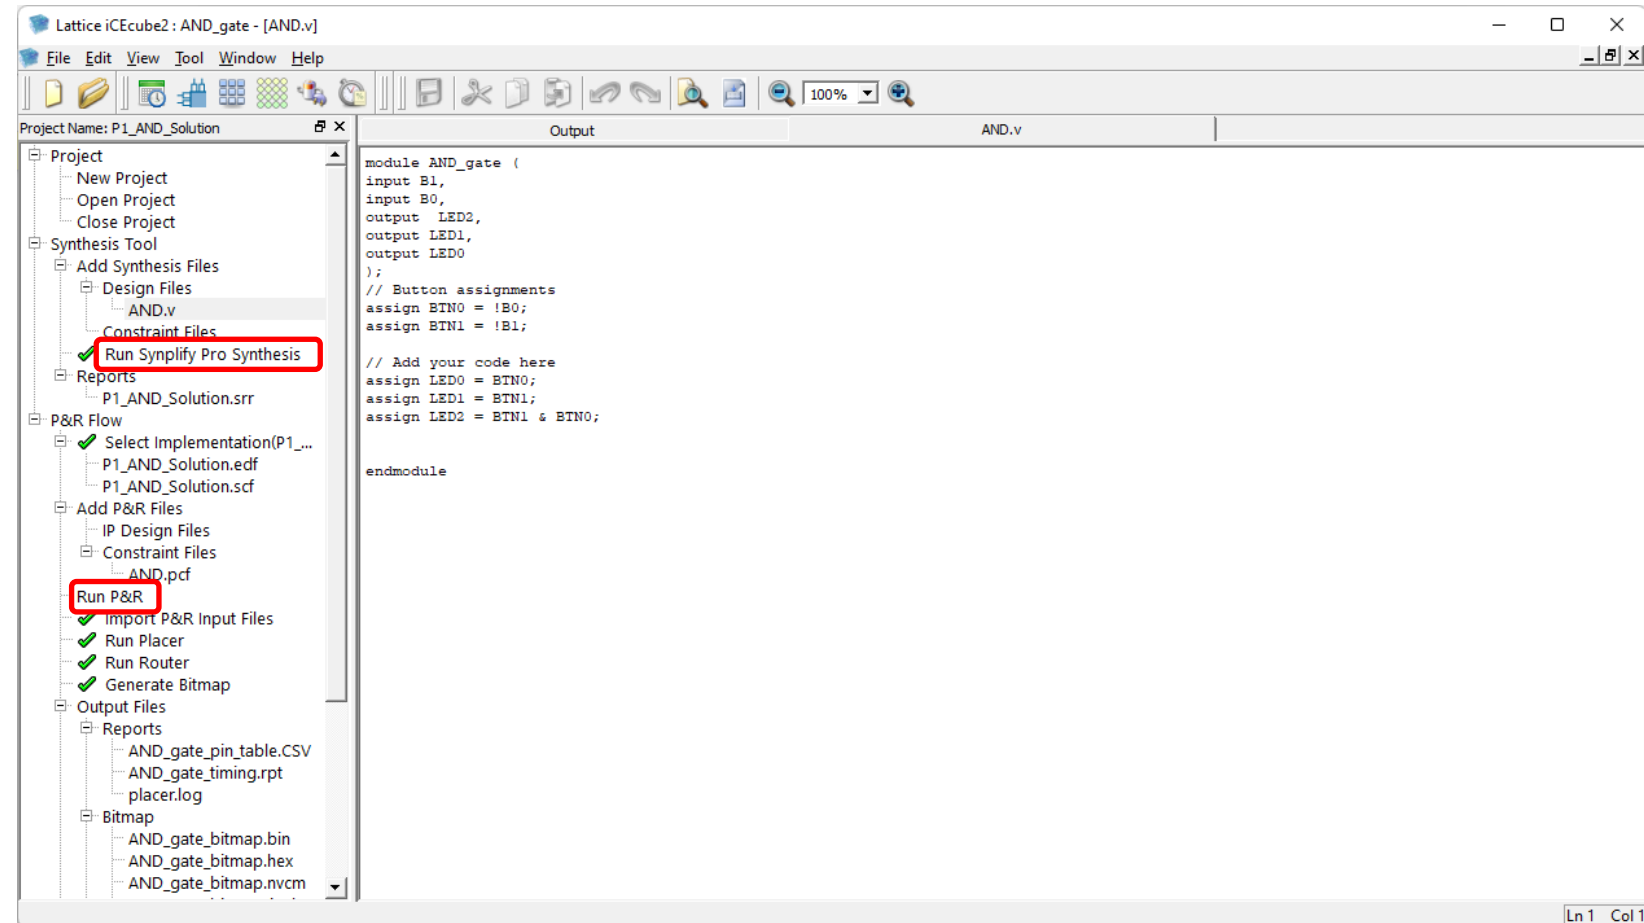 Lattice iCEcube2 : AND_gate - [AND.v]
File Edit View Tool Window Help
100%
Project Name: P1_AND_Solution
Output
AND.v
Project
New Project
Open Project
Close Project
Synthesis Tool
Add Synthesis Files
Design Files
AND.v
Constraint Files
Run Synplify Pro Synthesis
Reports
P1_AND_Solution.srr
P&R Flow
Select Implementation(P1_...
P1_AND_Solution.edf
P1_AND_Solution.scf
Add P&R Files
IP Design Files
Constraint Files
AND.pcf
Run P&R
Import P&R Input Files
Run Placer
Run Router
Generate Bitmap
Output Files
Reports
AND_gate_pin_table.CSV
AND_gate_timing.rpt
placer.log
Bitmap
AND_gate_bitmap.bin
AND_gate_bitmap.hex
AND_gate_bitmap.nvcm
module AND_gate (
input B1,
input B0,
output  LED2,
output LED1,
output LED0
);
// Button assignments
assign BTN0 = !B0;
assign BTN1 = !B1;
// Add your code here
assign LED0 = BTN0;
assign LED1 = BTN1;
assign LED2 = BTN1 & BTN0;
endmodule
Ln 1 Col 1